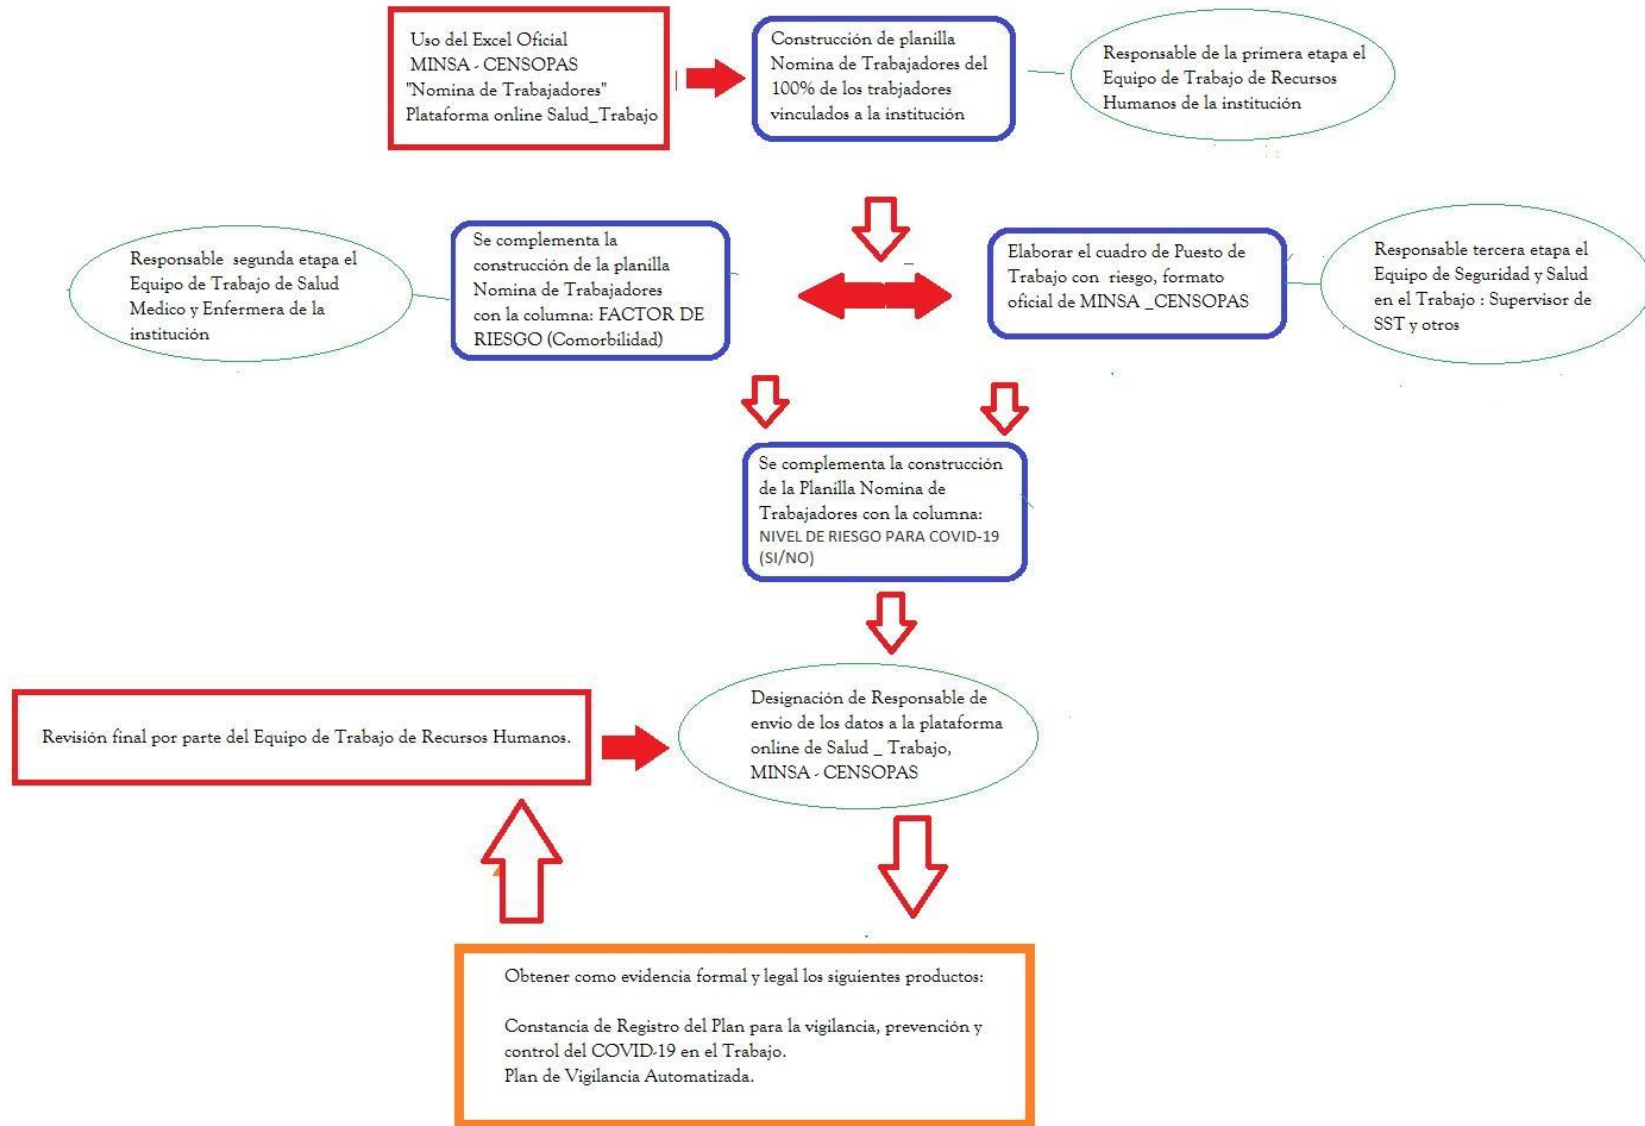 Uso del Excel Oficial
MINSA - CENSOPAS
"Nomina de Trabajadores"
Plataforma online Salud_Trabajo
Construcción de planilla
Nomina de Trabajadores del
100% de los trabjadores
vinculados a la institución
Responsable de la primera etapa el
Equipo de Trabajo de Recursos
Humanos de la institución
Responsable segunda etapa el
Equipo de Trabajo de Salud
Medico y Enfermera de la
institución
Se complementa la
construcción de la planilla
Nomina de Trabajadores
con la columna: FACTOR DE
RIESGO (Comorbilidad)
Elaborar el cuadro de Puesto de
Trabajo con riesgo, formato
oficial de MINSA _CENSOPAS
Responsable tercera etapa el
Equipo de Seguridad y Salud
en el Trabajo : Supervisor de
SST y otros
Se complementa la construcción
de la Planilla Nomina de
Trabajadores con la columna:
NIVEL DE RIESGO PARA COVID-19
(SI/NO)
Revisión final por parte del Equipo de Trabajo de Recursos Humanos.
Designación de Responsable de
envio de los datos a la plataforma
online de Salud _ Trabajo,
MINSA - CENSOPAS
Obtener como evidencia formal y legal los siguientes productos:
Constancia de Registro del Plan para la vigilancia, prevención y
control del COVID-19 en el Trabajo.
Plan de Vigilancia Automatizada.